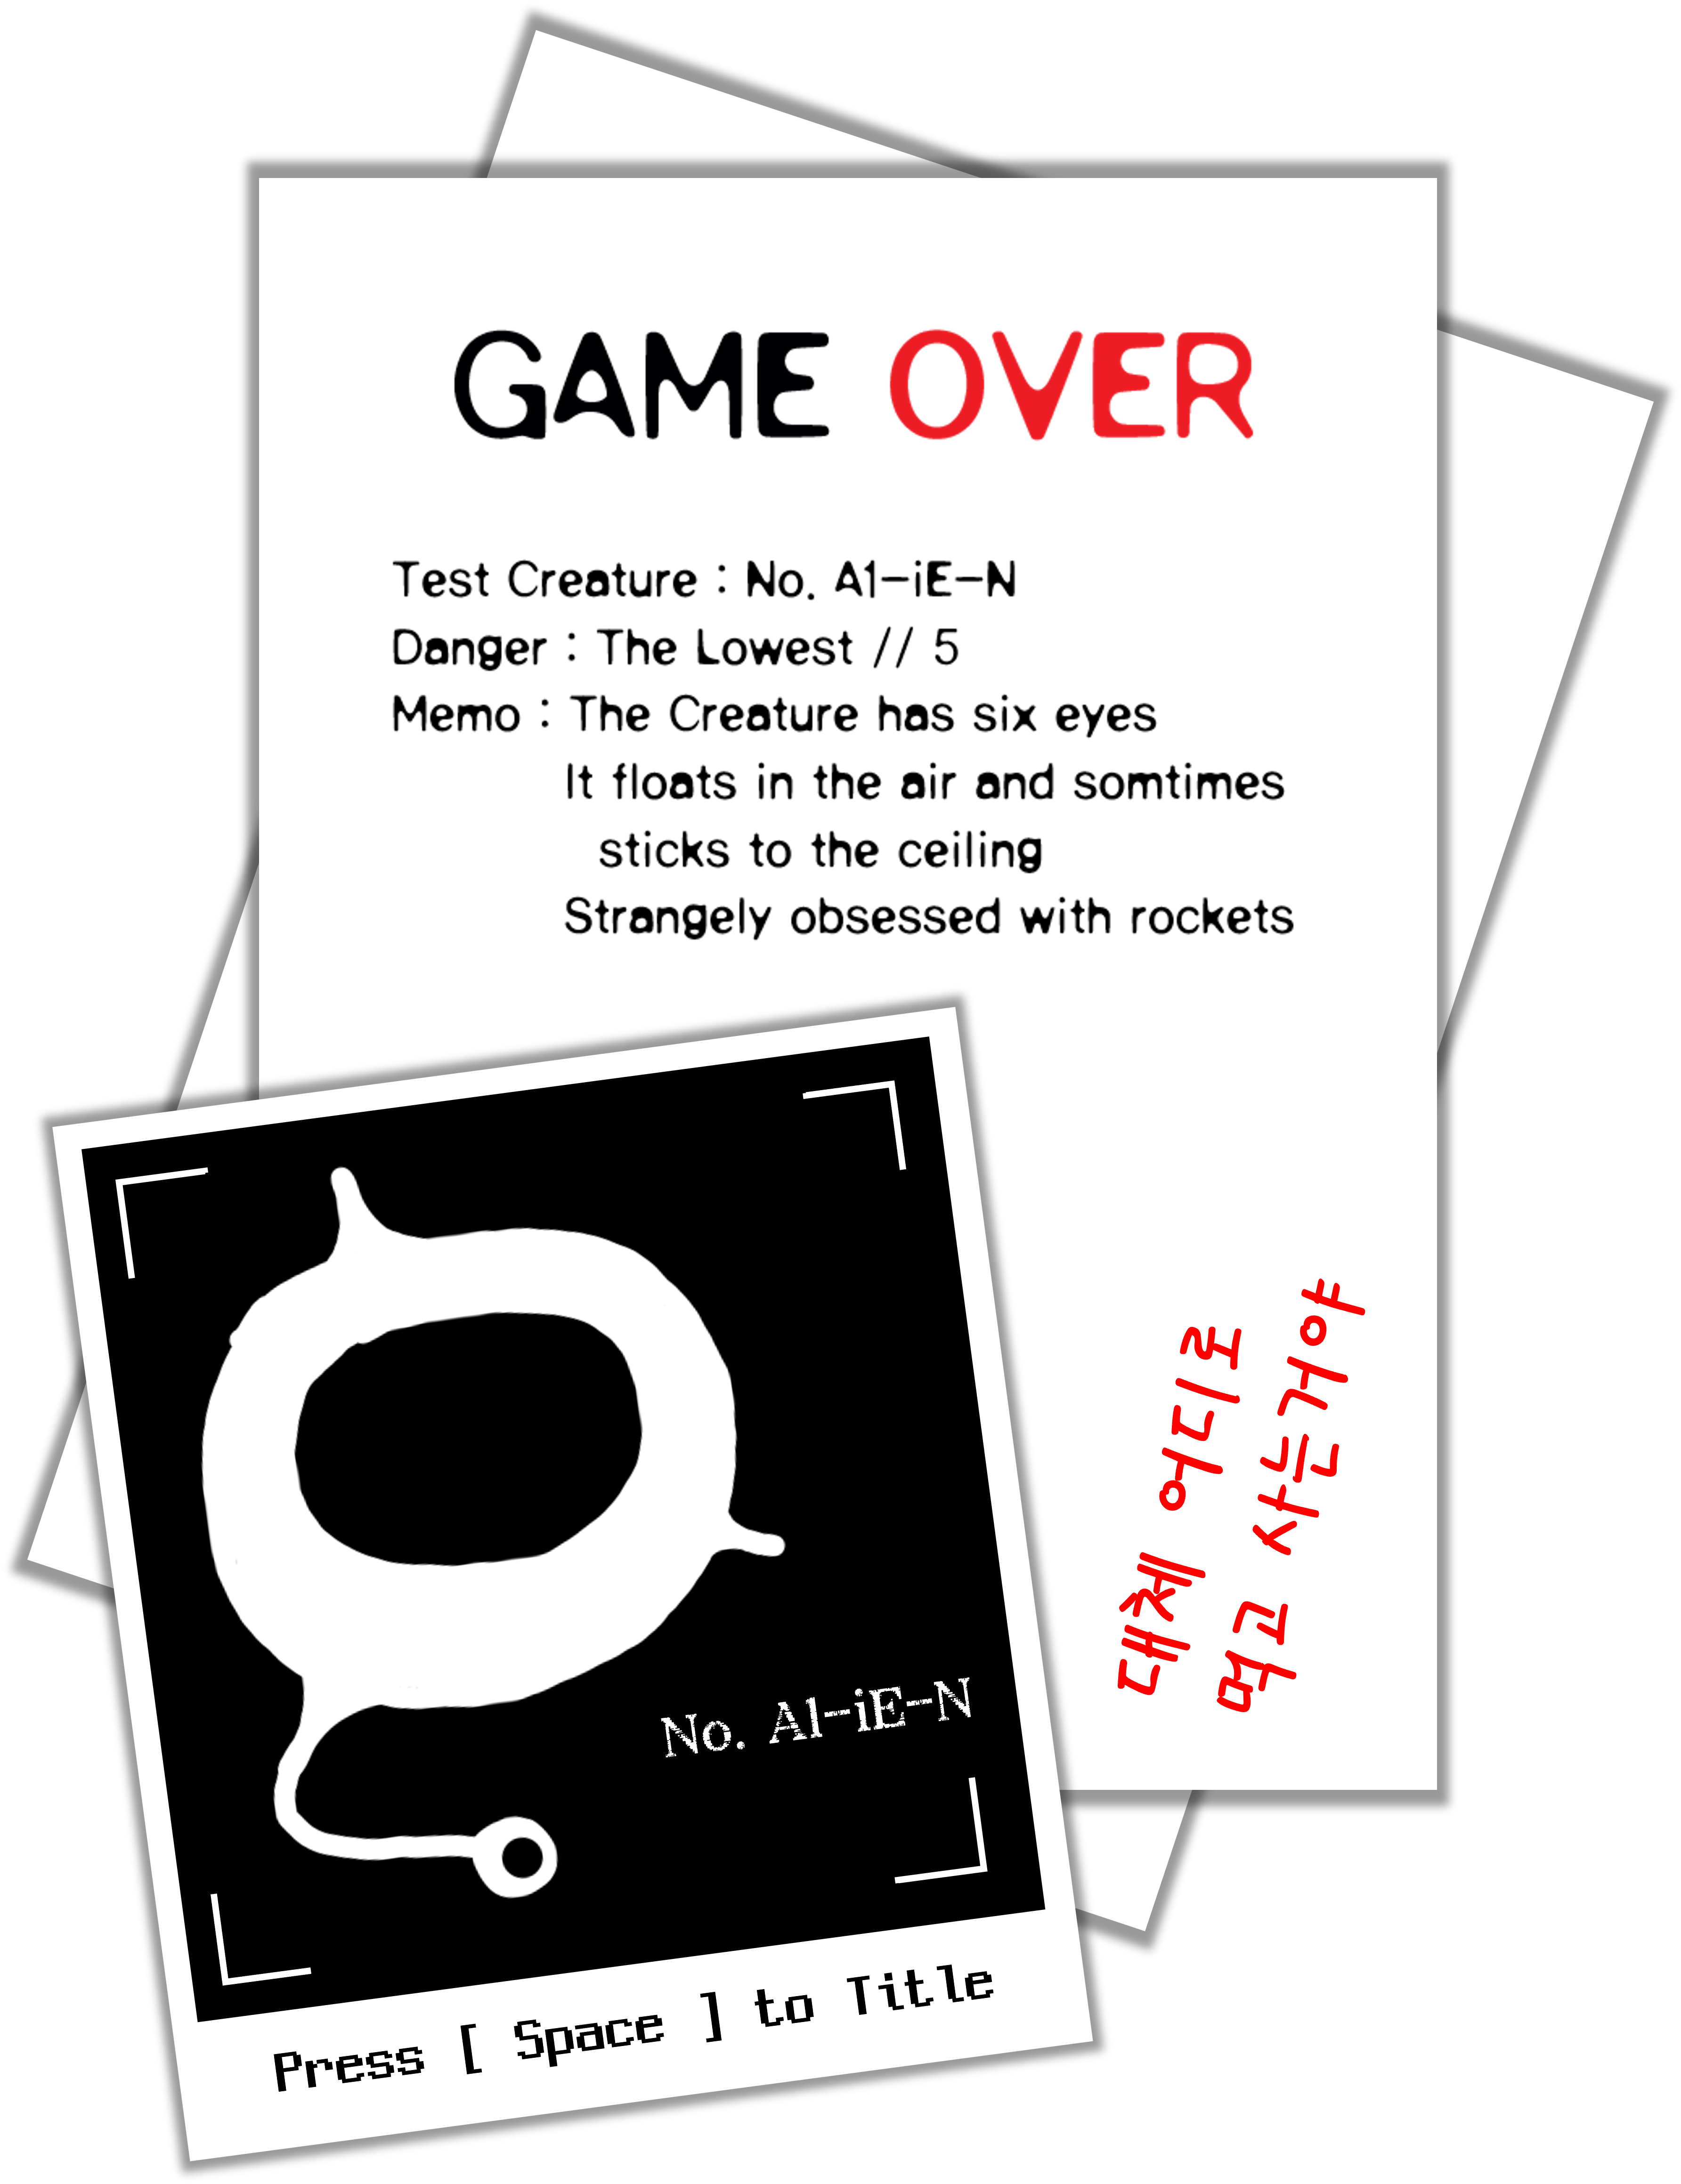 GAME OVER
Test Creature : No. A1-iE-N
Danger : The Lowest // 5
Memo : The Creature has six eyes
It floats in the air and somtimes
sticks to the ceiling
Strangely obsessed with rockets
대체 어디로
먹고 사는거야
No. A1-iE-N
Press [ Space ] to Title